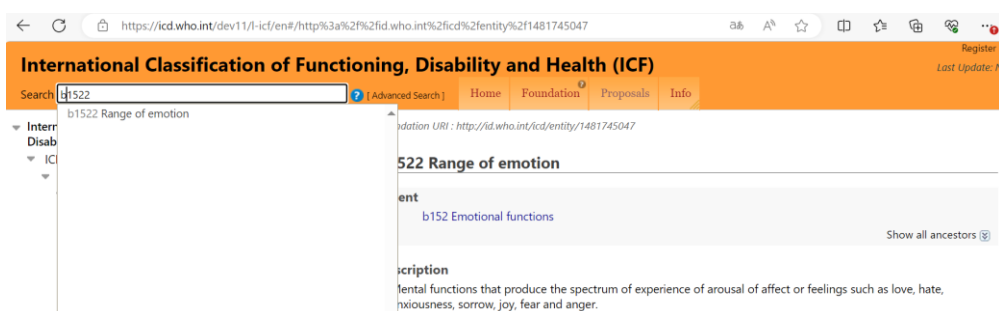 https://icd.who.int/dev11/l-icf/en#/http%3a%2f%2fid.who.int%2ficd%2fentity%2f1481745047
Register
International Classification of Functioning, Disability and Health (ICF)
Last Update:
Search b1522 [ Advanced Search ] Home Foundation Proposals Info
b1522 Range of emotion
Intern
Disab
ndation URI : http://id.who.int/icd/entity/1481745047
IC
522 Range of emotion
ent
b152 Emotional functions
Show all ancestors
scription
Mental functions that produce the spectrum of experience of arousal of affect or feelings such as love, hate,
nxiousness, sorrow, joy, fear and anger.